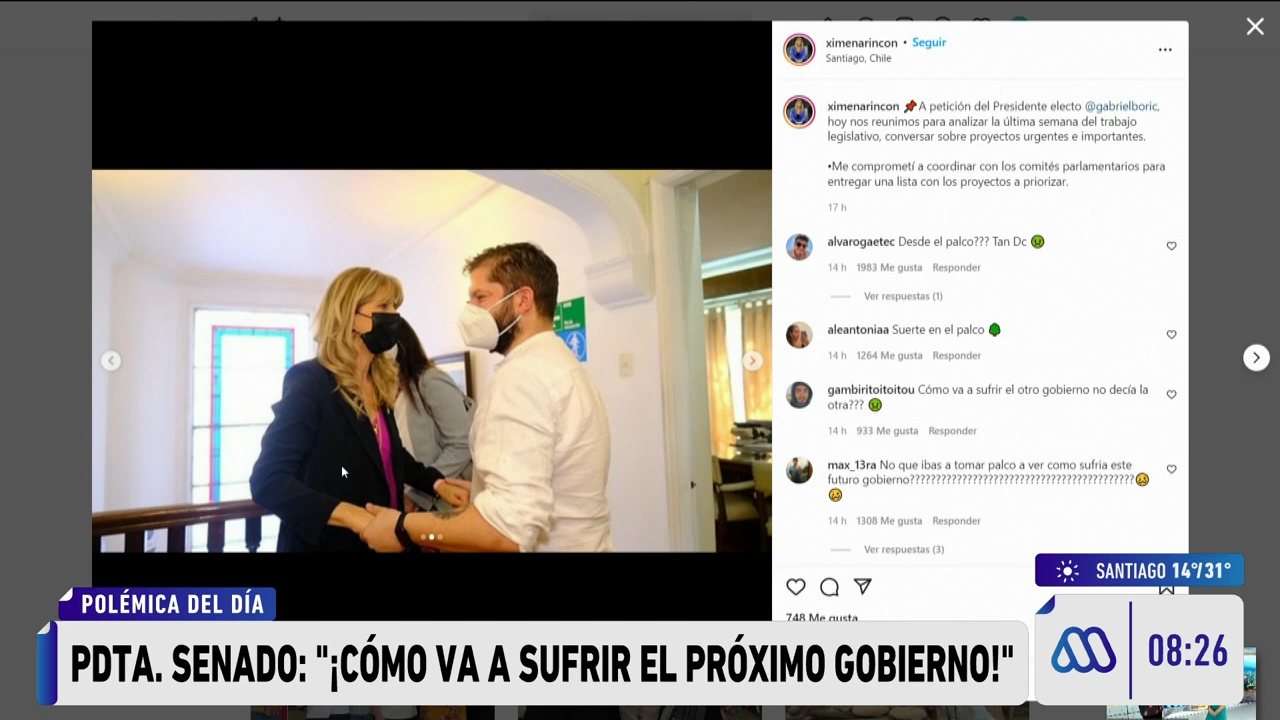 ximenarincon • Seguir
Santiago, Chile
ximenarincon 📌A petición del Presidente electo @gabrielboric,
hoy nos reunimos para analizar la última semana del trabajo
legislativo, conversar sobre proyectos urgentes e importantes.
•Me comprometí a coordinar con los comités parlamentarios para
entregar una lista con los proyectos a priorizar.
17 h
alvarogaetec Desde el palco??? Tan Dc 🤢
14 h 1983 Me gusta Responder
Ver respuestas (1)
aleantoniaa Suerte en el palco 🌳
14 h 1264 Me gusta Responder
gambiritoitoitou Cómo va a sufrir el otro gobierno no decía la
otra??? 🤢
14 h 933 Me gusta Responder
max_13ra No que ibas a tomar palco a ver como sufria este
futuro gobierno???????????????????????????????????????????🥴
🥴
14 h 1308 Me gusta Responder
Ver respuestas (3)
748 Me gusta
SANTIAGO 14°/31°
08:26
POLÉMICA DEL DÍA
PDTA. SENADO: "¡CÓMO VA A SUFRIR EL PRÓXIMO GOBIERNO!"